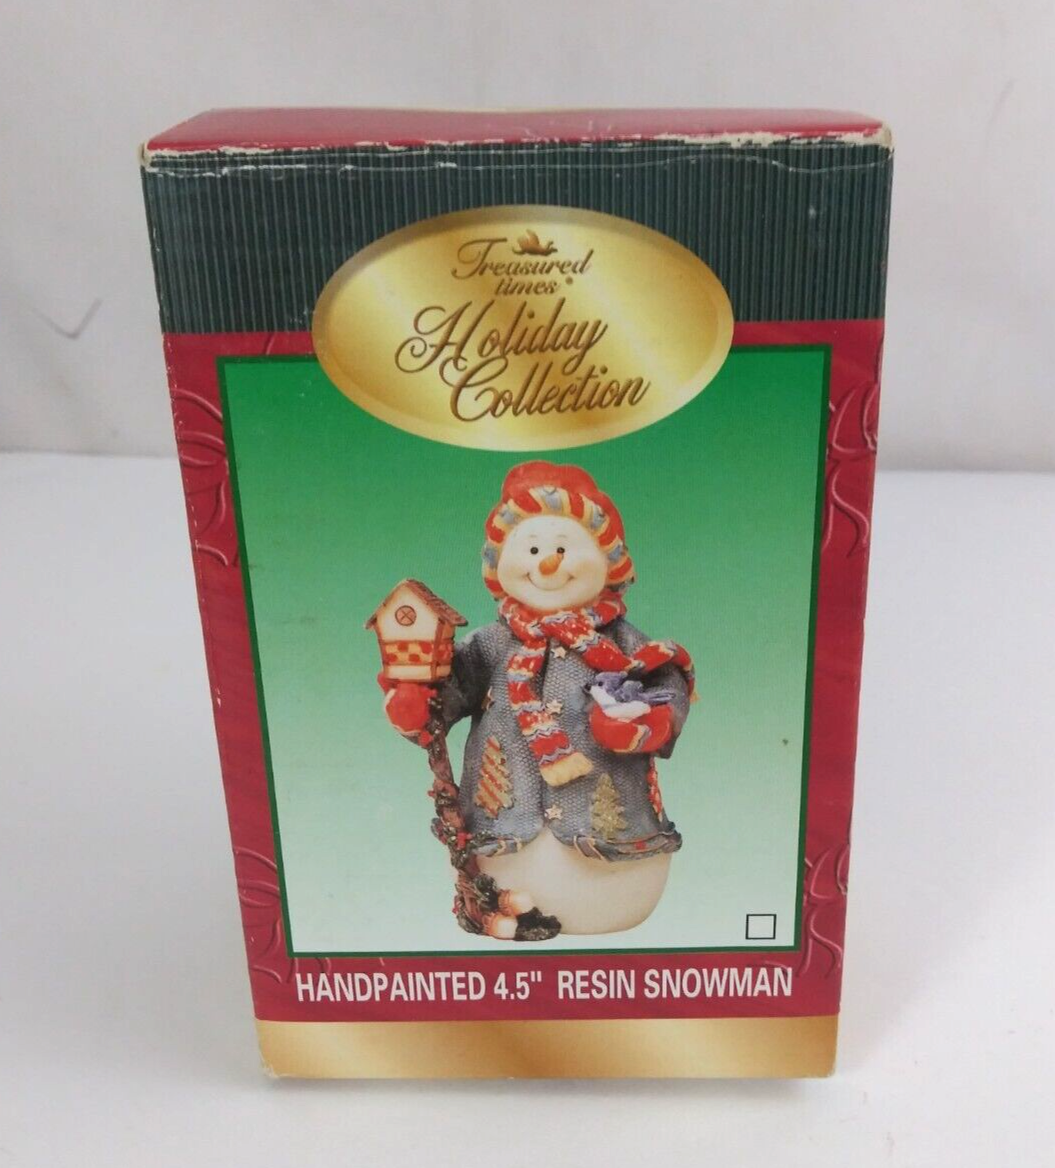 Treasured
times®
Holiday
Collection
HANDPAINTED 4.5" RESIN SNOWMAN